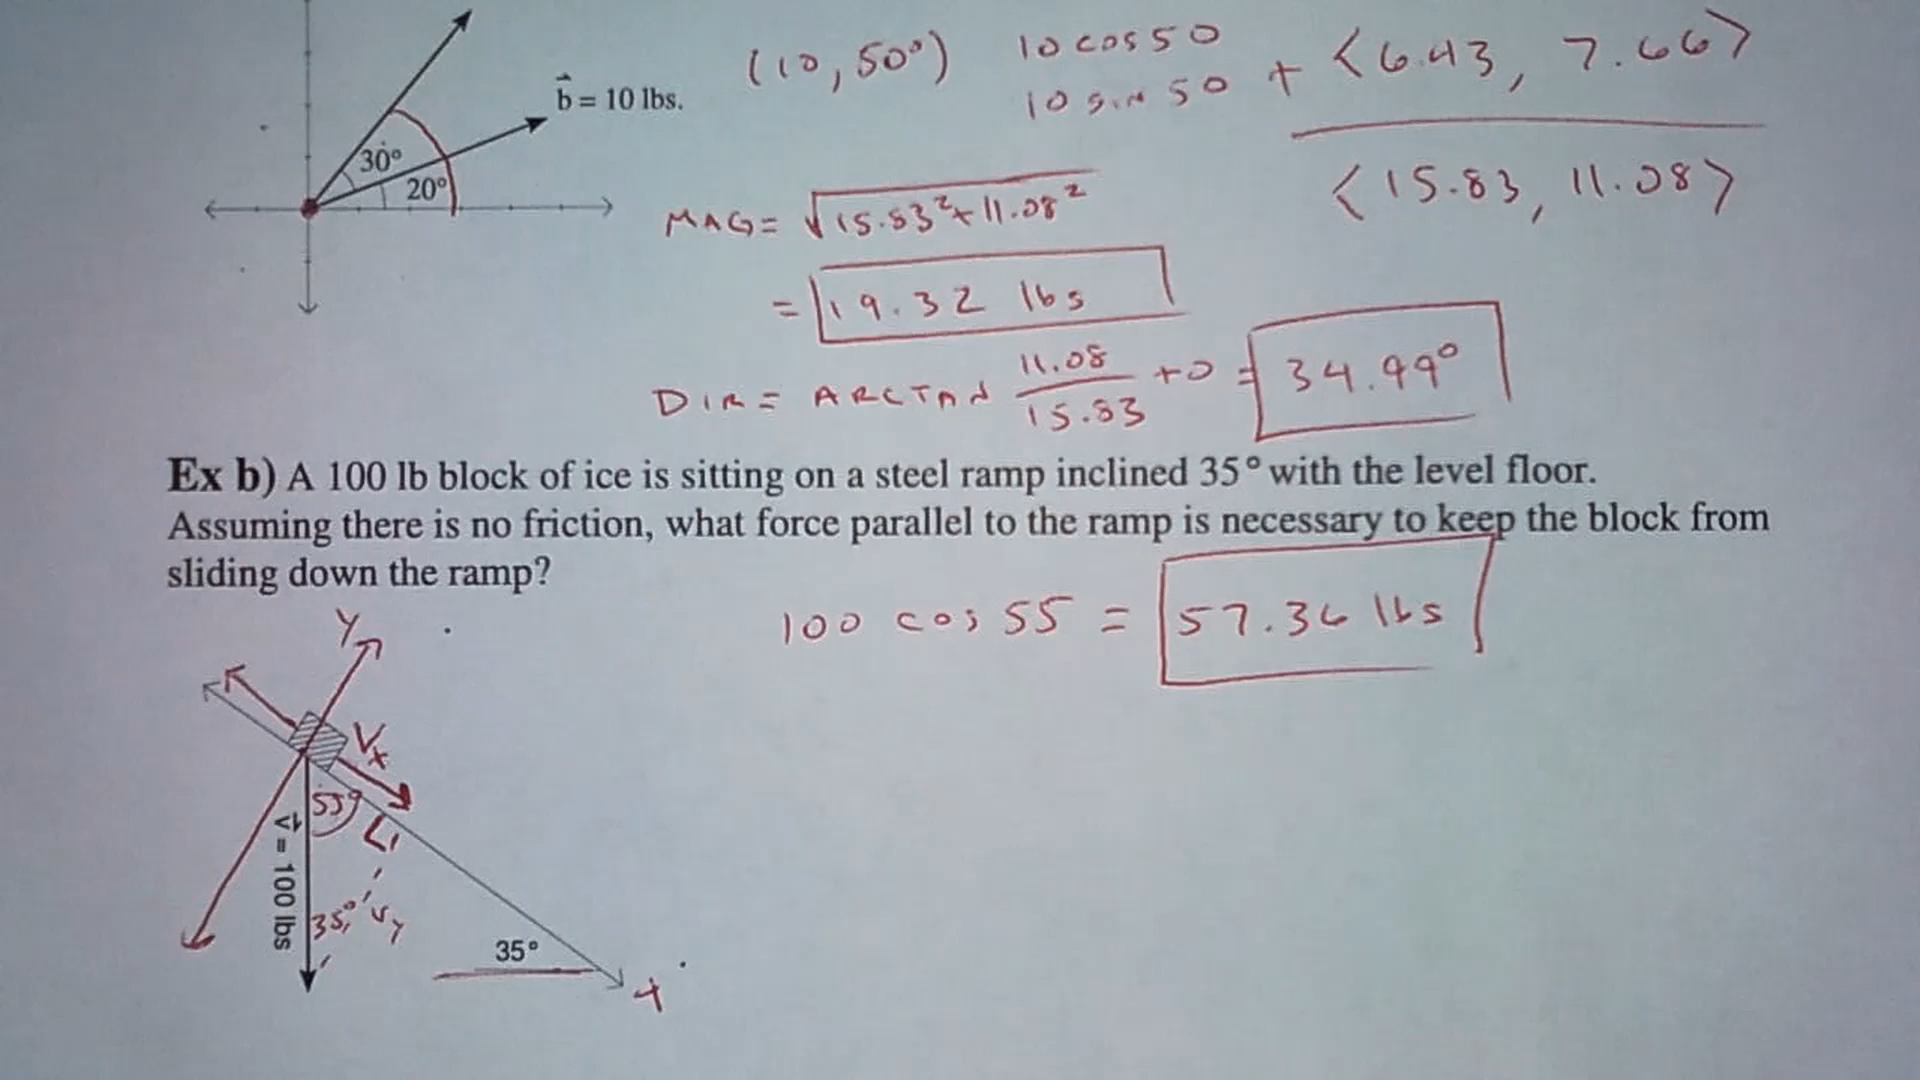 (10, 50°) 10 cos 50 + <6.43, 7.66>
10 sin 50
b = 10 lbs.
30°
20°
<15.83, 11.08>
MAG = √15.83² + 11.08²
= 19.32 lbs
DIR = ARCTAN 11.08 / 15.83 + 0 = 34.99°
Ex b) A 100 lb block of ice is sitting on a steel ramp inclined 35° with the level floor.
Assuming there is no friction, what force parallel to the ramp is necessary to keep the block from
sliding down the ramp?
100 cos 55 = 57.36 lbs
Y
Vx
55°
v = 100 lbs
35°
Vy
35°
x